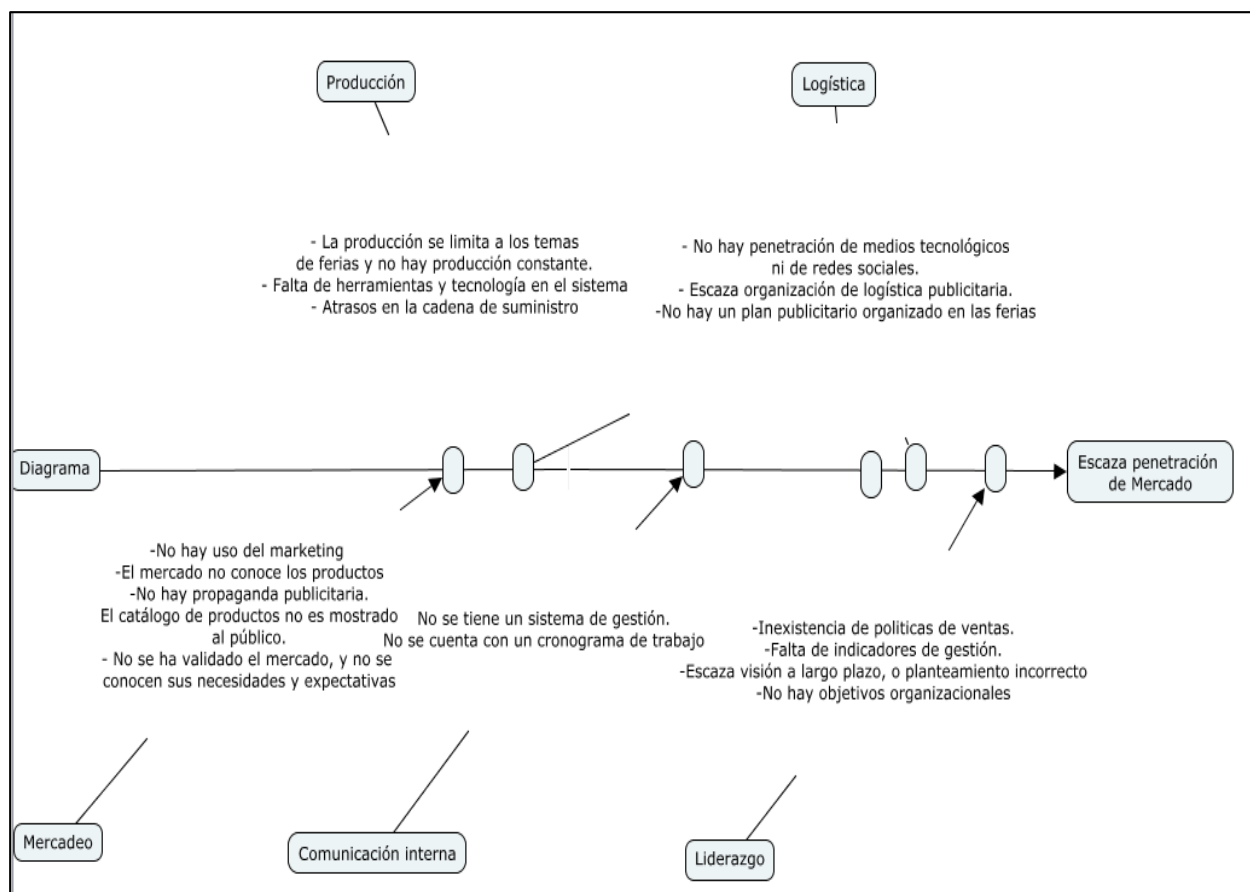 Producción
Logística
- La producción se limita a los temas
de ferias y no hay producción constante.
- Falta de herramientas y tecnología en el sistema
- Atrasos en la cadena de suministro
- No hay penetración de medios tecnológicos
ni de redes sociales.
- Escaza organización de logística publicitaria.
-No hay un plan publicitario organizado en las ferias
Diagrama
Escaza penetración
de Mercado
-No hay uso del marketing
-El mercado no conoce los productos
-No hay propaganda publicitaria.
El catálogo de productos no es mostrado
al público.
- No se ha validado el mercado, y no se
conocen sus necesidades y expectativas
No se tiene un sistema de gestión.
No se cuenta con un cronograma de trabajo
-Inexistencia de politicas de ventas.
-Falta de indicadores de gestión.
-Escaza visión a largo plazo, o planteamiento incorrecto
-No hay objetivos organizacionales
Mercadeo
Comunicación interna
Liderazgo